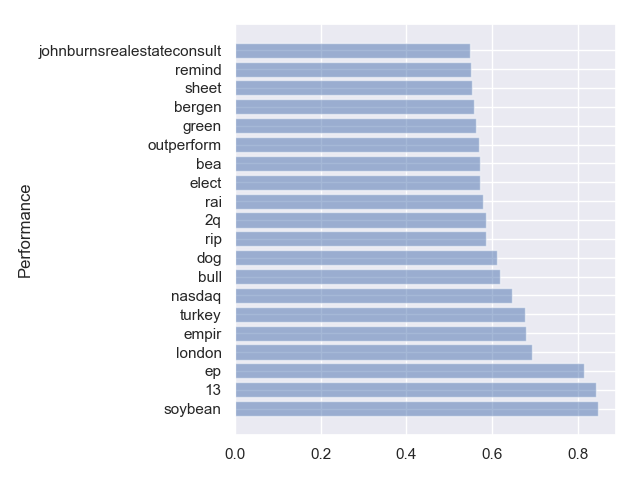 johnburnsrealestateconsult
remind
sheet
bergen
green
outperform
bea
elect
rai
2q
rip
dog
bull
nasdaq
turkey
empir
london
ep
13
soybean
Performance
0.0 0.2 0.4 0.6 0.8